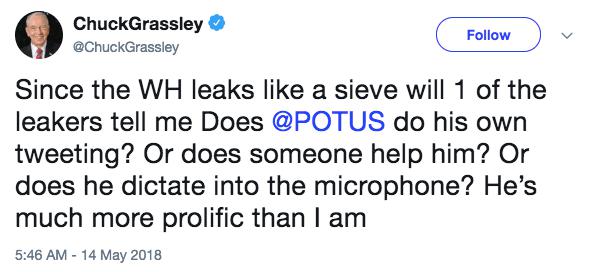 ChuckGrassley
@ChuckGrassley
Follow
Since the WH leaks like a sieve will 1 of the
leakers tell me Does @POTUS do his own
tweeting? Or does someone help him? Or
does he dictate into the microphone? He’s
much more prolific than I am
5:46 AM - 14 May 2018